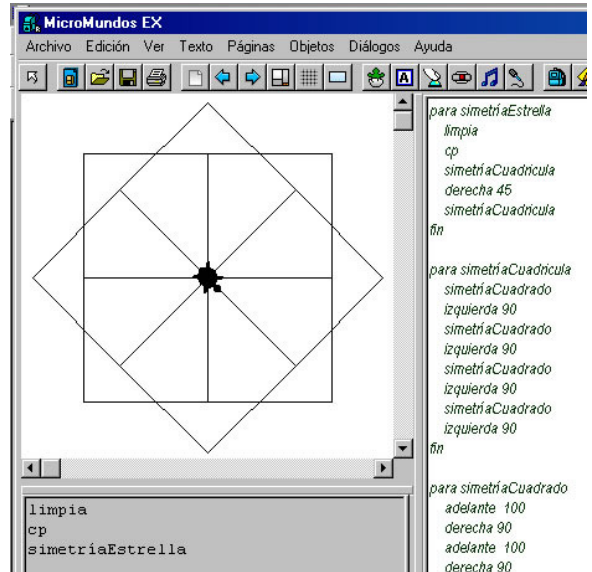 MicroMundos EX
Archivo Edición Ver Texto Páginas Objetos Diálogos Ayuda
A
para simetríaEstrella
limpia
cp
simetríaCuadricula
derecha 45
simetríaCuadricula
fin
para simetríaCuadricula
simetríaCuadrado
izquierda 90
simetríaCuadrado
izquierda 90
simetríaCuadrado
izquierda 90
simetríaCuadrado
izquierda 90
fin
para simetríaCuadrado
adelante 100
derecha 90
adelante 100
derecha 90
limpia
cp
simetríaEstrella